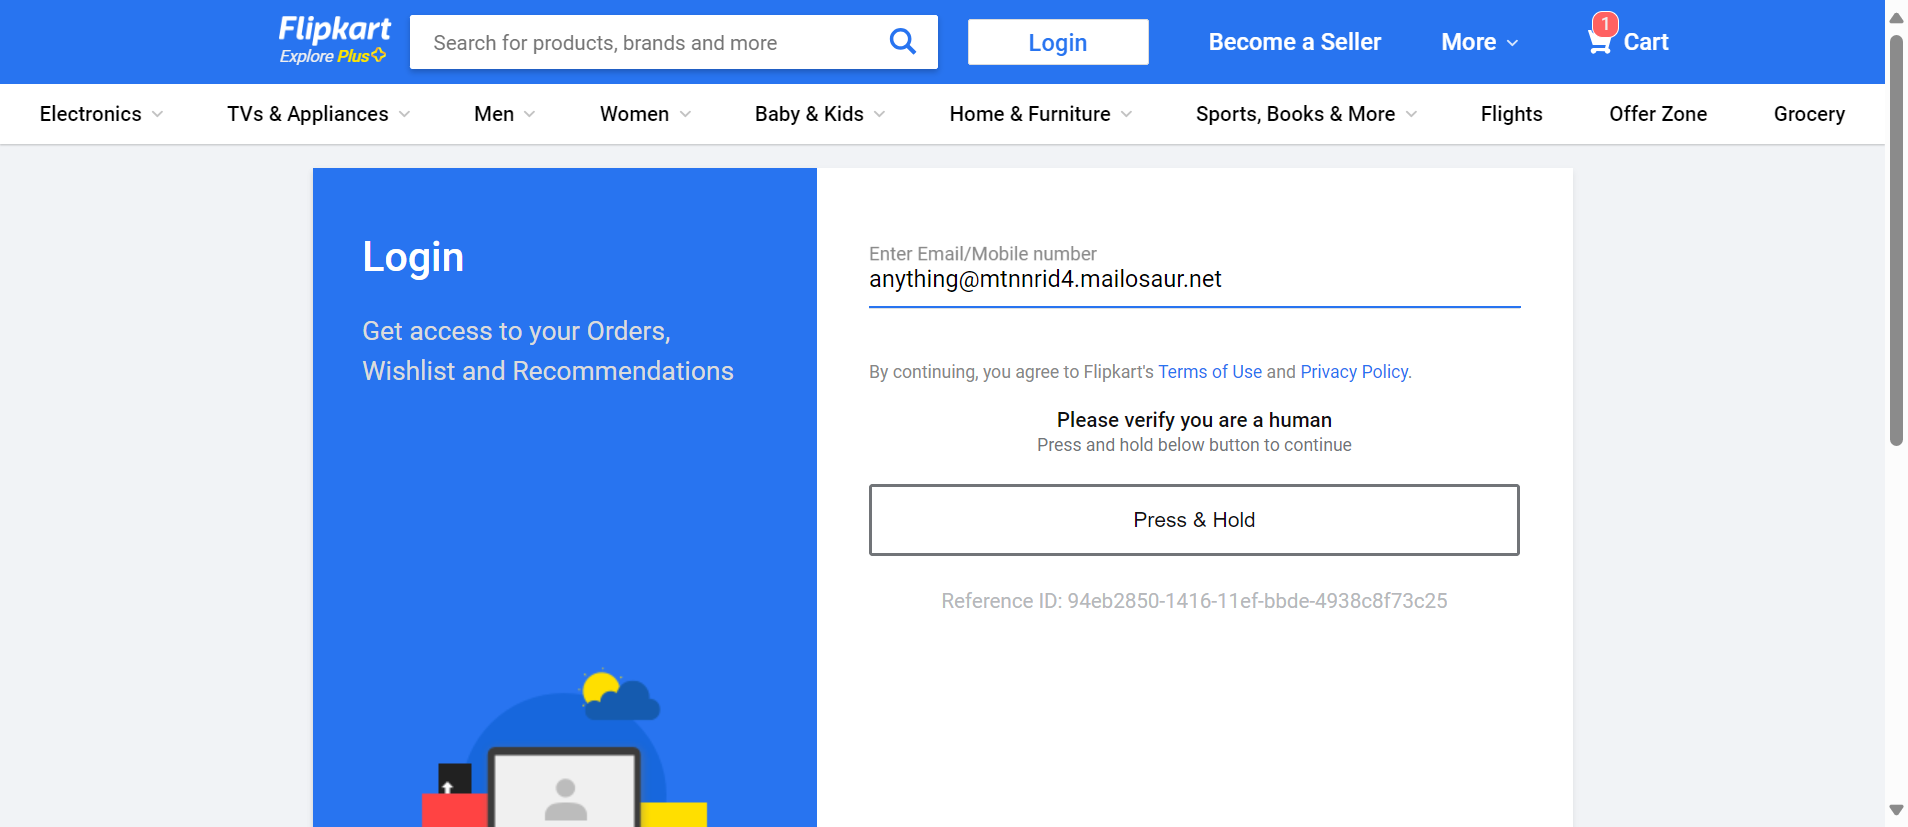 Flipkart
Explore Plus
Search for products, brands and more
Login
Become a Seller
More
1
Cart
Electronics
TVs & Appliances
Men
Women
Baby & Kids
Home & Furniture
Sports, Books & More
Flights
Offer Zone
Grocery
Login
Get access to your Orders,
Wishlist and Recommendations
Enter Email/Mobile number
anything@mtnnrid4.mailosaur.net
By continuing, you agree to Flipkart's Terms of Use and Privacy Policy.
Please verify you are a human
Press and hold below button to continue
Press & Hold
Reference ID: 94eb2850-1416-11ef-bbde-4938c8f73c25